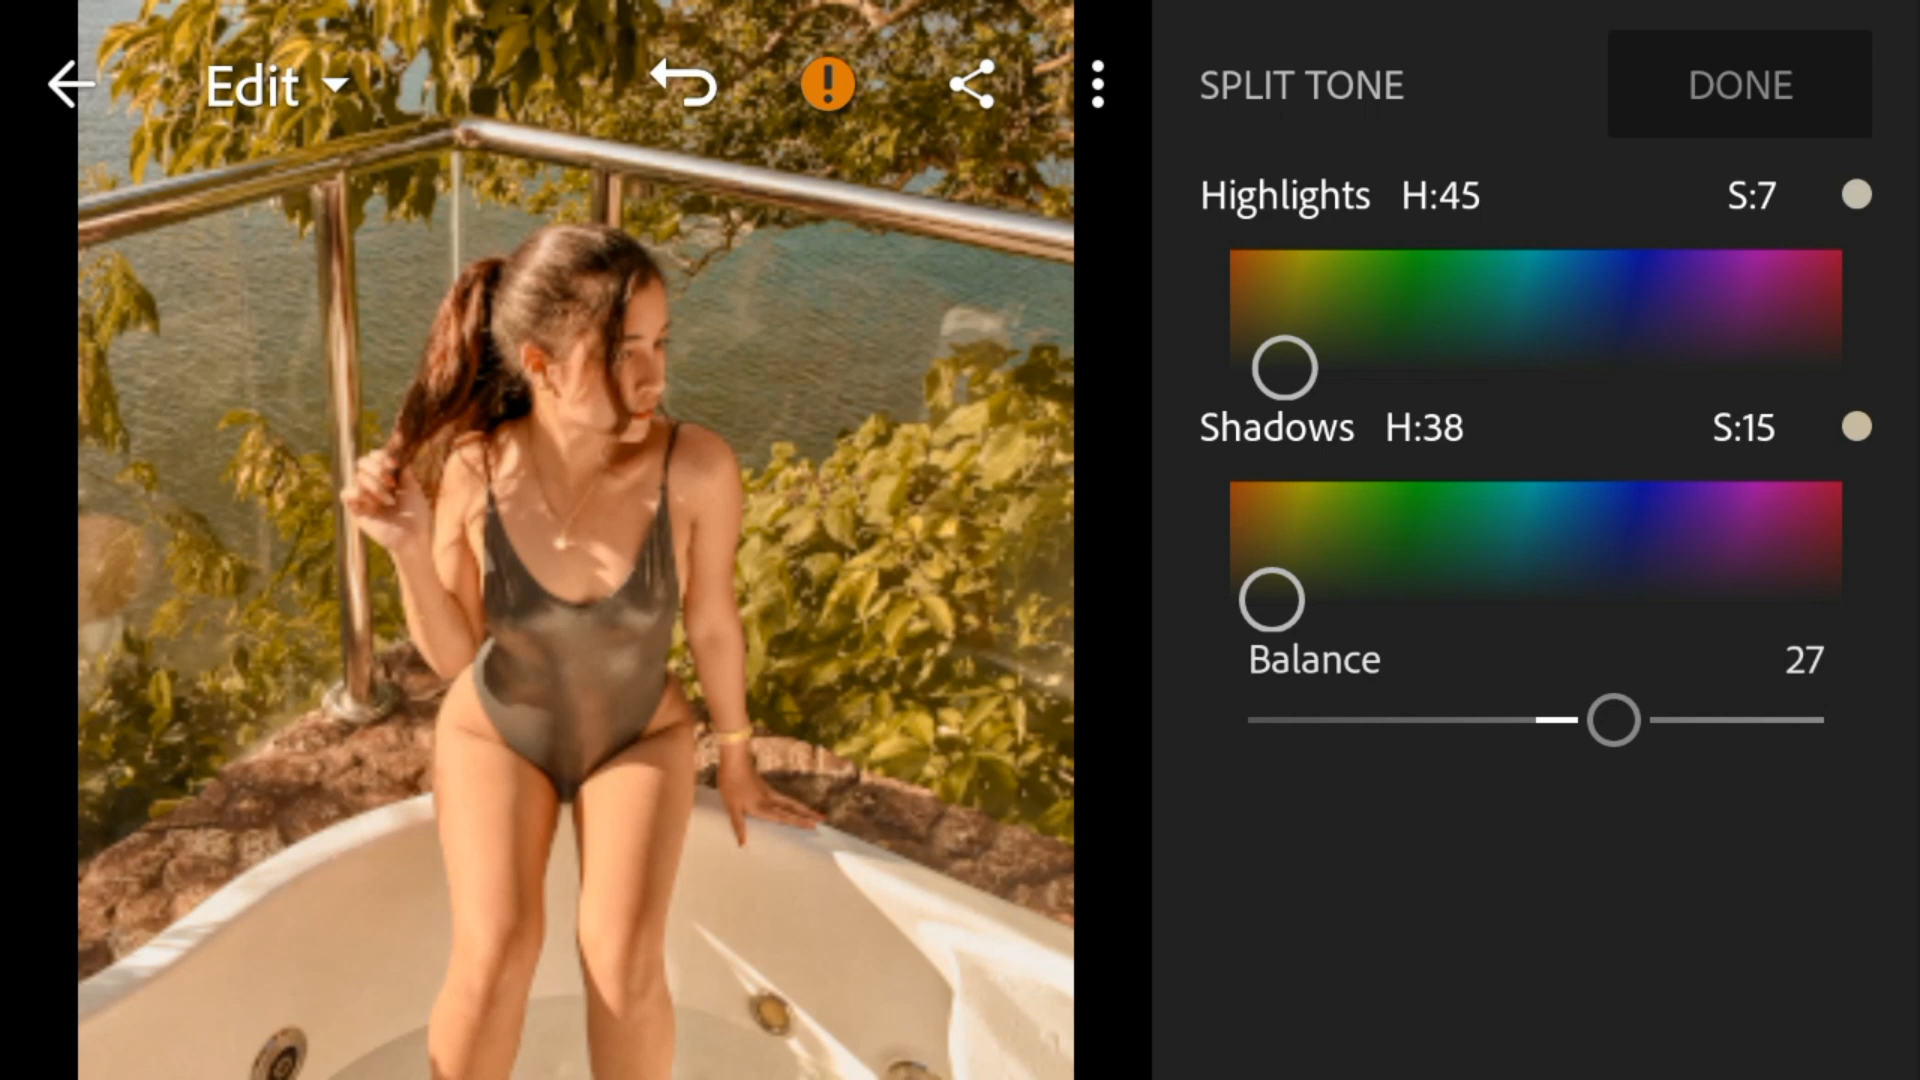 Edit
SPLIT TONE
DONE
Highlights H:45 S:7
Shadows H:38 S:15
Balance 27